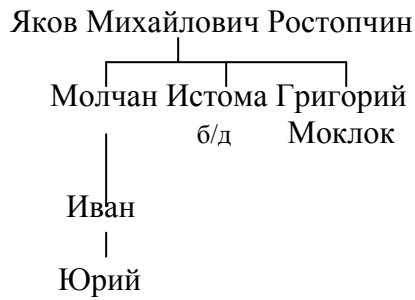 Яков Михайлович Ростопчин
Молчан Истома Григорий
б/д Моклок
Иван
Юрий